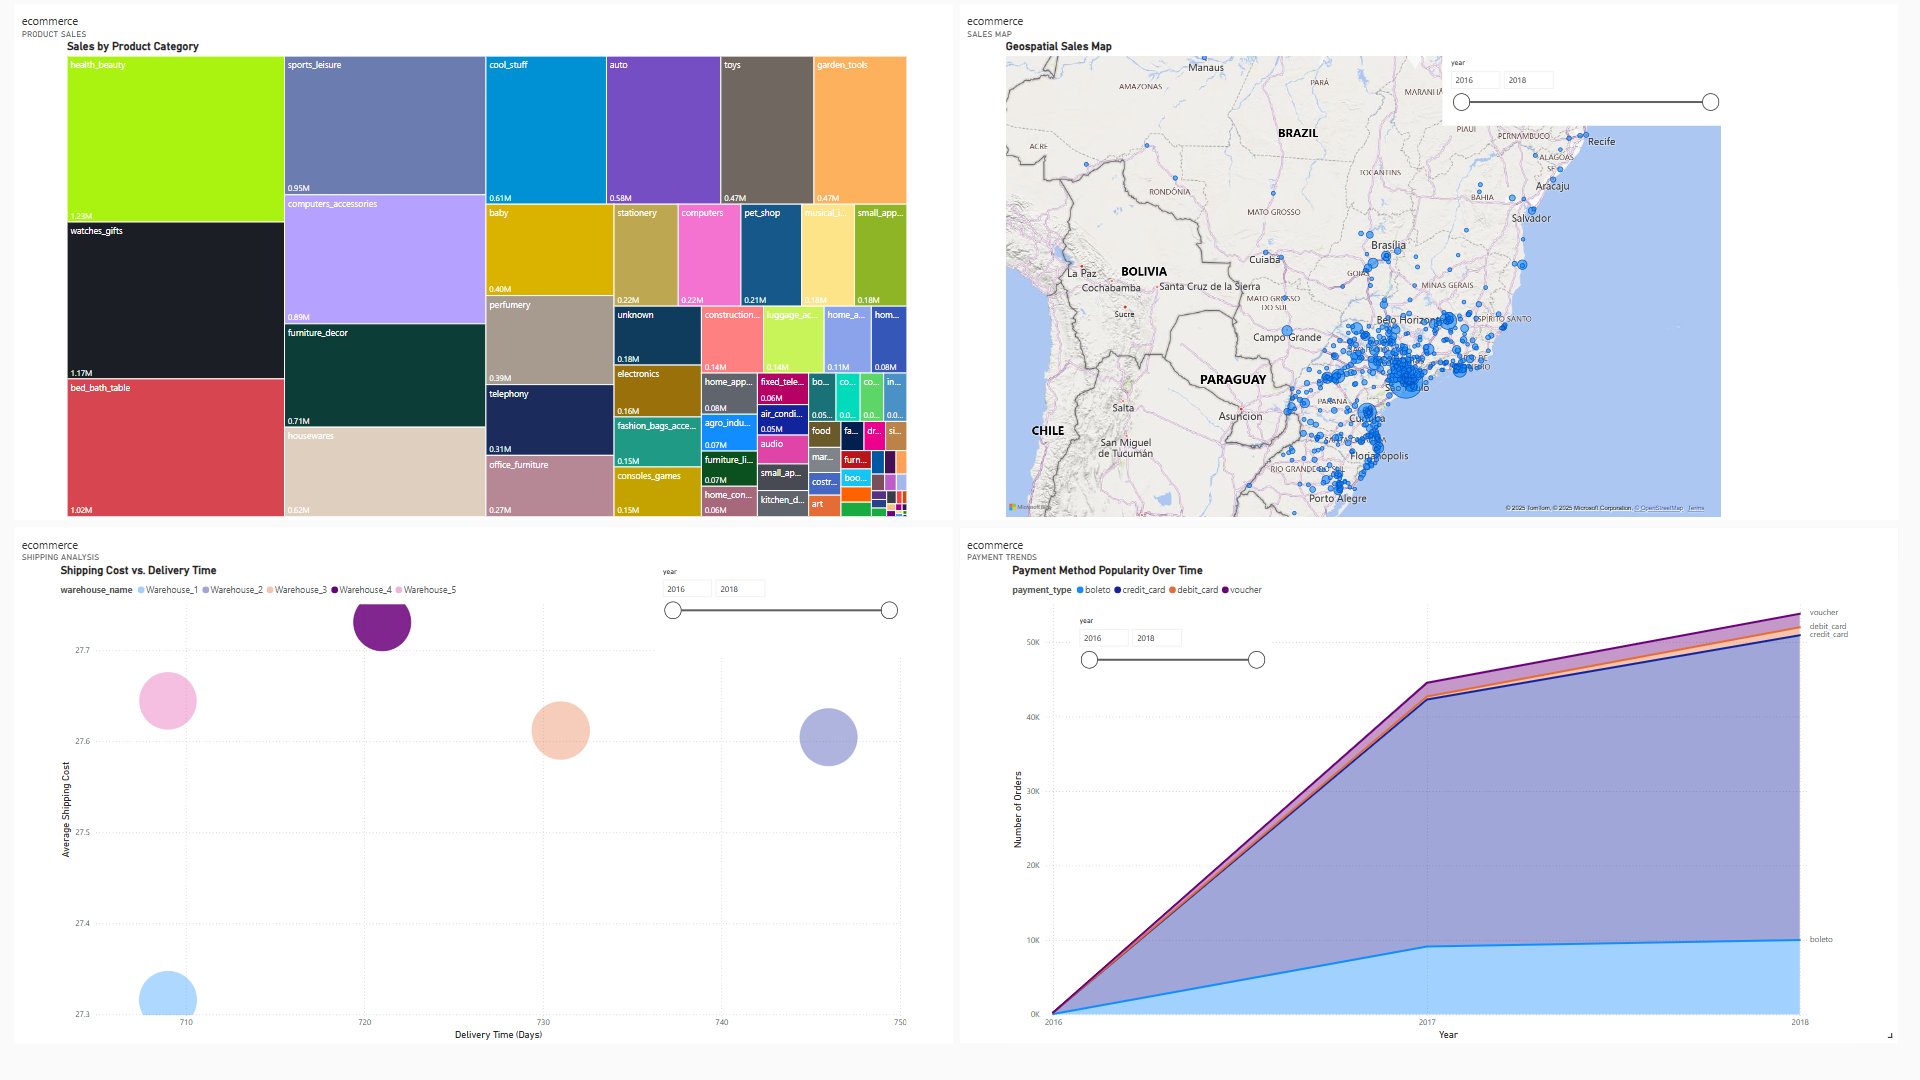 ecommerce
PRODUCT SALES
Sales by Product Category
health_beauty
1.23M
watches_gifts
1.17M
bed_bath_table
1.02M
sports_leisure
0.95M
computers_accessories
0.89M
furniture_decor
0.71M
housewares
0.62M
cool_stuff
0.61M
auto
0.58M
toys
0.47M
garden_tools
0.47M
baby
0.40M
perfumery
0.39M
telephony
0.31M
office_furniture
0.27M
stationery
0.22M
computers
0.22M
pet_shop
0.21M
musical_i...
0.18M
small_app...
0.18M
unknown
0.18M
electronics
0.16M
fashion_bags_acce...
0.15M
consoles_games
0.15M
construction...
0.14M
luggage_ac...
0.14M
home_a...
0.11M
hom...
0.08M
home_app...
0.08M
agro_indu...
0.07M
furniture_li...
0.07M
home_con...
0.06M
fixed_tele...
0.06M
air_condi...
0.05M
audio
small_ap...
kitchen_d...
bo...
0.05...
co...
0.0...
co...
0.0...
in...
0.0...
food
fa...
dr...
si...
mar...
furn...
costr...
boo...
art
ecommerce
SALES MAP
Geospatial Sales Map
year
2016 2018
Manaus
AMAZONAS
PARÁ
BRAZIL
PIAUÍ
PERNAMBUCO
Recife
ACRE
ALAGOAS
SE
Aracaju
RONDÔNIA
TOCANTINS
BAHIA
MATO GROSSO
Salvador
Brasília
Cuiabá
GOIÁS
La Paz
BOLIVIA
Cochabamba
Santa Cruz de la Sierra
MINAS GERAIS
MATO GROSSO
DO SUL
Sucre
Belo Horizont
ESPÍRITO SANTO
Campo Grande
PARAGUAY
Salta
PARANÁ
Asuncion
CHILE
San Miguel
de Tucumán
Florianópolis
RIO GRANDE DO SUL
Porto Alegre
© 2025 TomTom, © 2025 Microsoft Corporation, © OpenStreetMap Terms
ecommerce
SHIPPING ANALYSIS
Shipping Cost vs. Delivery Time
warehouse_name Warehouse_1 Warehouse_2 Warehouse_3 Warehouse_4 Warehouse_5
year
2016 2018
Average Shipping Cost
27.7
27.6
27.5
27.4
27.3
710 720 730 740 750
Delivery Time (Days)
ecommerce
PAYMENT TRENDS
Payment Method Popularity Over Time
payment_type boleto credit_card debit_card voucher
year
2016 2018
Number of Orders
50K
40K
30K
20K
10K
0K
voucher
debit_card
credit_card
boleto
2016 2017 2018
Year